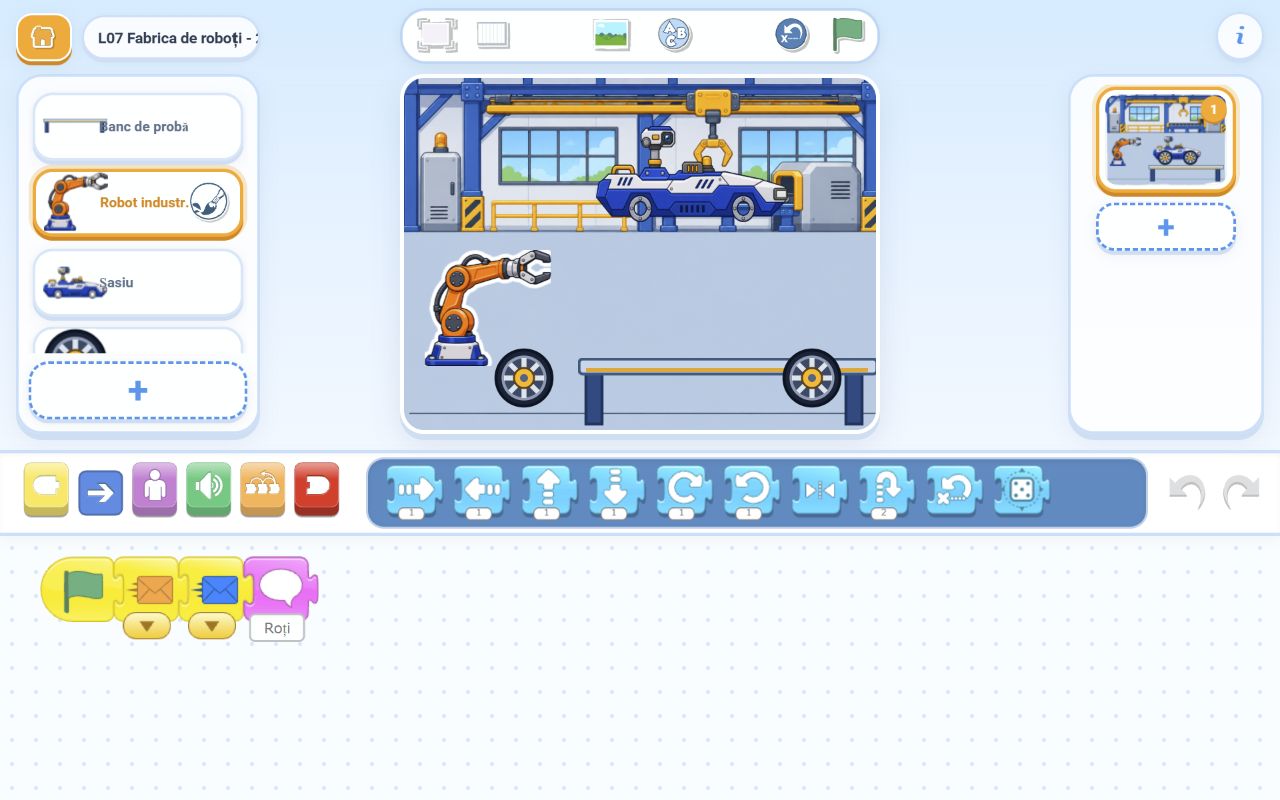 L07 Fabrica de roboți - 2
A B C
x
i
Banc de probă
Robot industr.
Șasiu
1
+
+
1
1
1
1
1
1
2
x
Roți